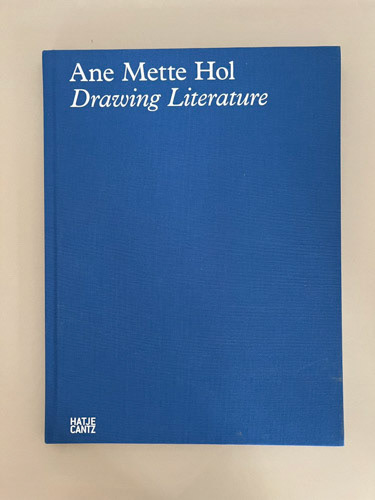 Ane Mette Hol
Drawing Literature
HATJE
CANTZ